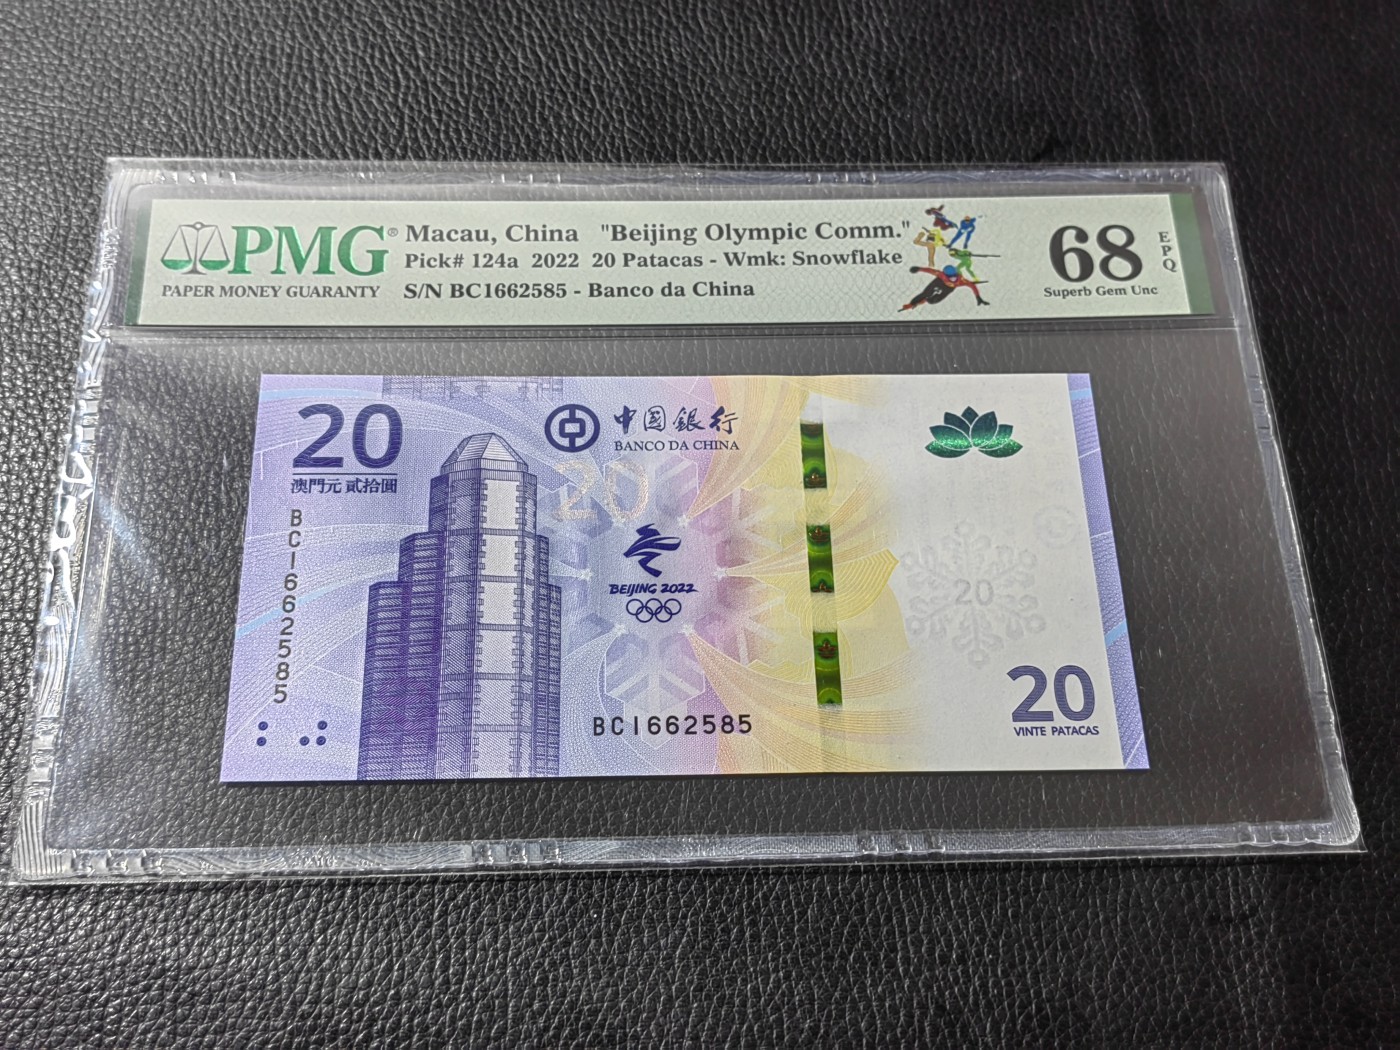 PMG®
PAPER MONEY GUARANTY
Macau, China "Beijing Olympic Comm."
Pick# 124a 2022 20 Patacas - Wmk: Snowflake
S/N BC1662585 - Banco da China
68
EPQ
Superb Gem Unc
20
澳門元 貳拾圓
BC1662585
中國銀行
BANCO DA CHINA
20
BEIJING 2022
BC1662585
20
20
VINTE PATACAS